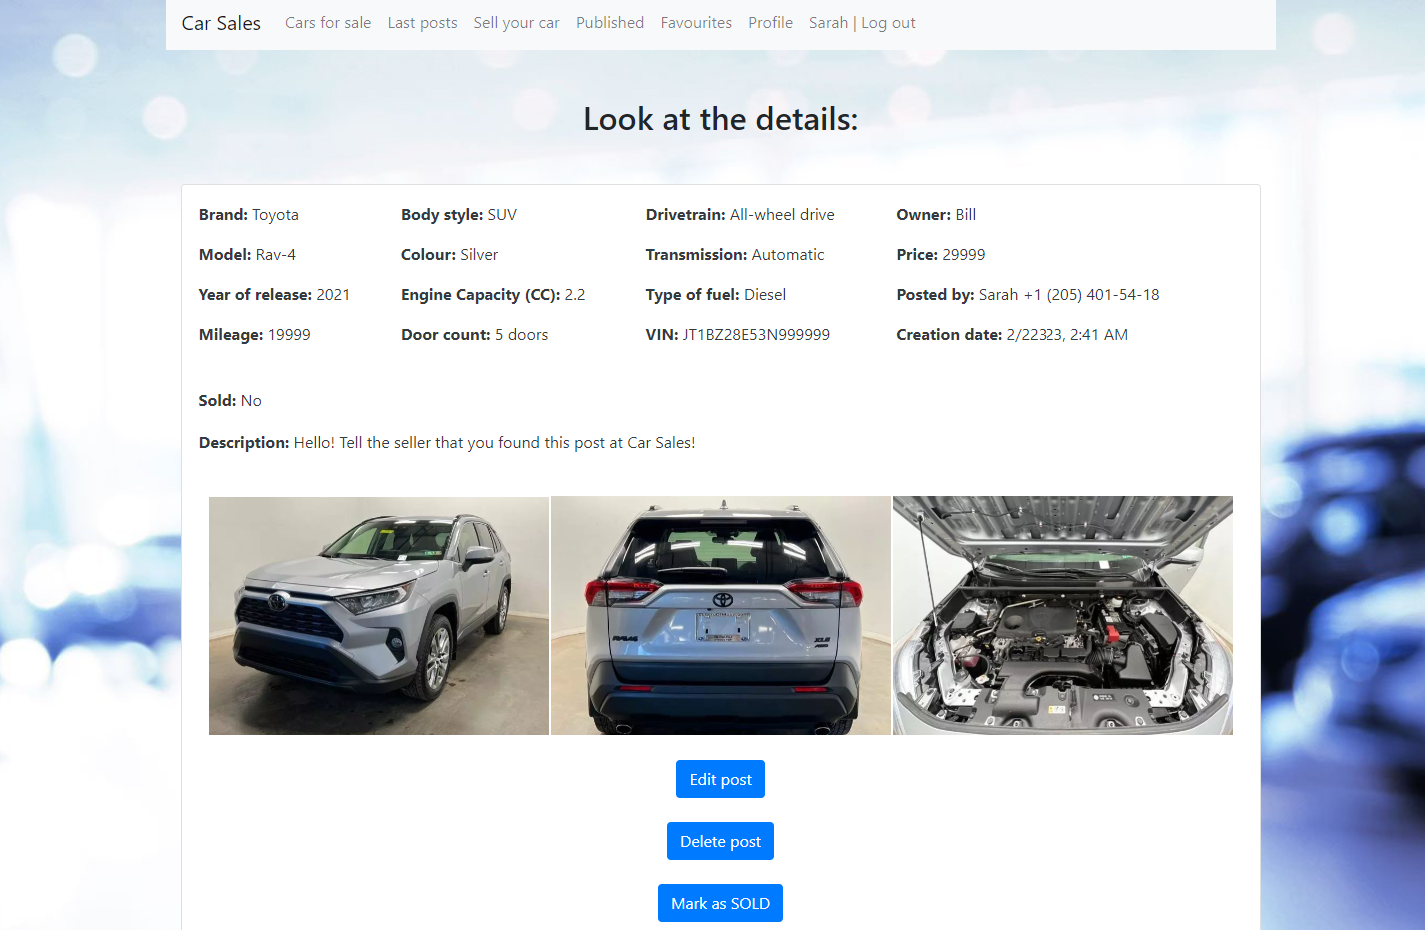 Car Sales Cars for sale Last posts Sell your car Published Favourites Profile Sarah | Log out
Look at the details:
Brand: Toyota Body style: SUV Drivetrain: All-wheel drive Owner: Bill
Model: Rav-4 Colour: Silver Transmission: Automatic Price: 29999
Year of release: 2021 Engine Capacity (CC): 2.2 Type of fuel: Diesel Posted by: Sarah +1 (205) 401-54-18
Mileage: 19999 Door count: 5 doors VIN: JT1BZ28E53N999999 Creation date: 2/22323, 2:41 AM
Sold: No
Description: Hello! Tell the seller that you found this post at Car Sales!
RAV4 XLE
AWD
Edit post
Delete post
Mark as SOLD